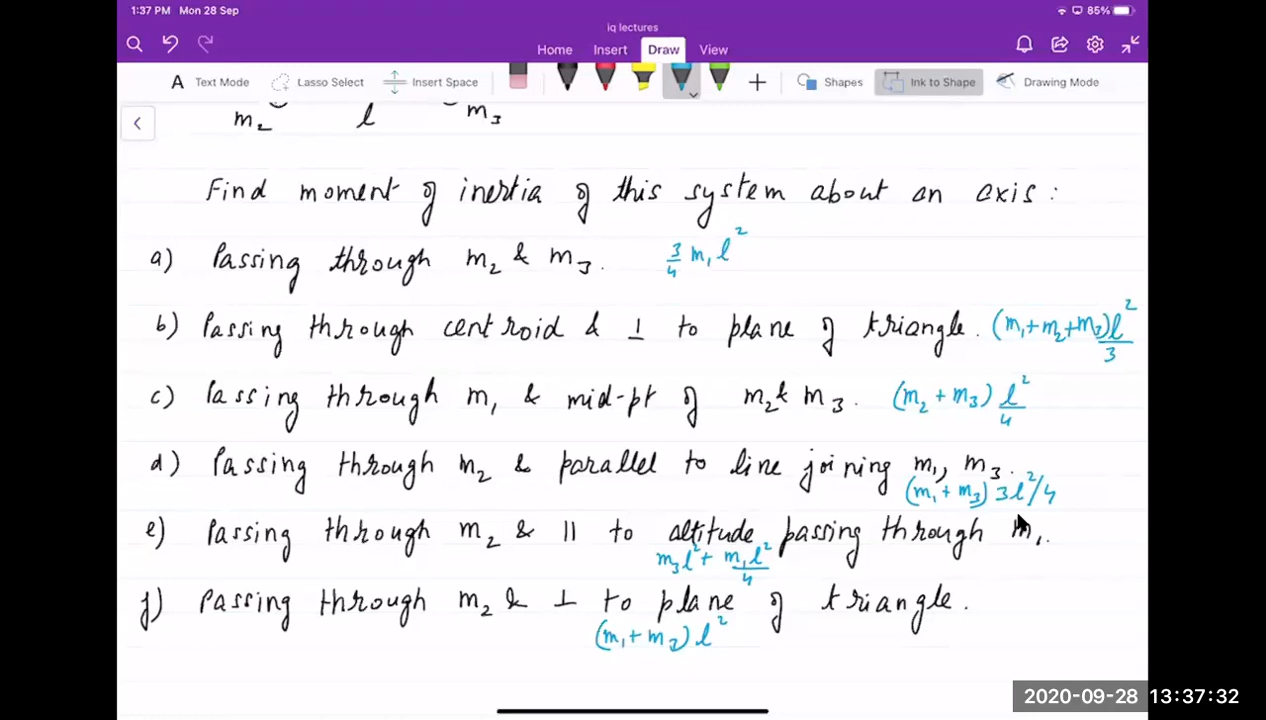 1:37 PM Mon 28 Sep
85%
iq lectures
Home Insert Draw View
Text Mode Lasso Select Insert Space Shapes Ink to Shape Drawing Mode
m₂ l m₃
Find moment of inertia of this system about an axis :
a) Passing through m₂ & m₃. 3/4 m₁l²
b) Passing through centroid & ⊥ to plane of triangle. (m₁+m₂+m₃)l²/3
c) Passing through m₁ & mid-pt of m₂ & m₃. (m₂ + m₃) l²/4
d) Passing through m₂ & parallel to line joining m₁, m₃.
(m₁ + m₃) 3l²/4
e) Passing through m₂ & || to altitude passing through m₁.
m₃l² + m₁l²/4
f) Passing through m₂ & ⊥ to plane of triangle.
(m₁ + m₃) l²
2020-09-28 13:37:32